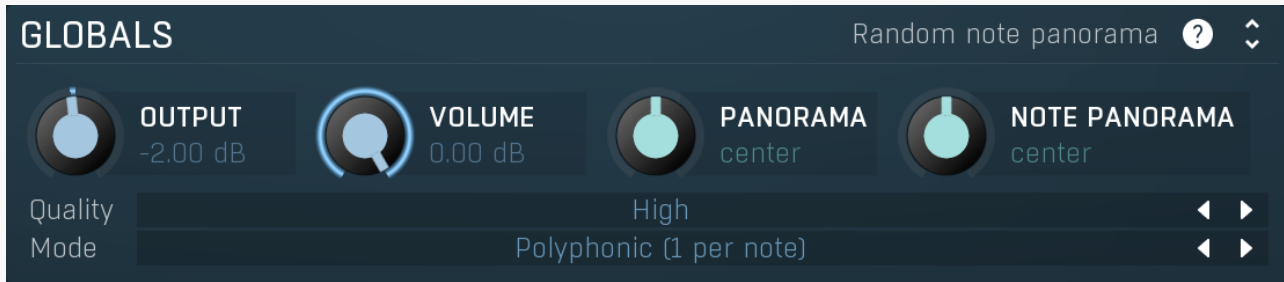 GLOBALS
Random note panorama ?
OUTPUT
-2.00 dB
VOLUME
0.00 dB
PANORAMA
center
NOTE PANORAMA
center
Quality High
Mode Polyphonic (1 per note)